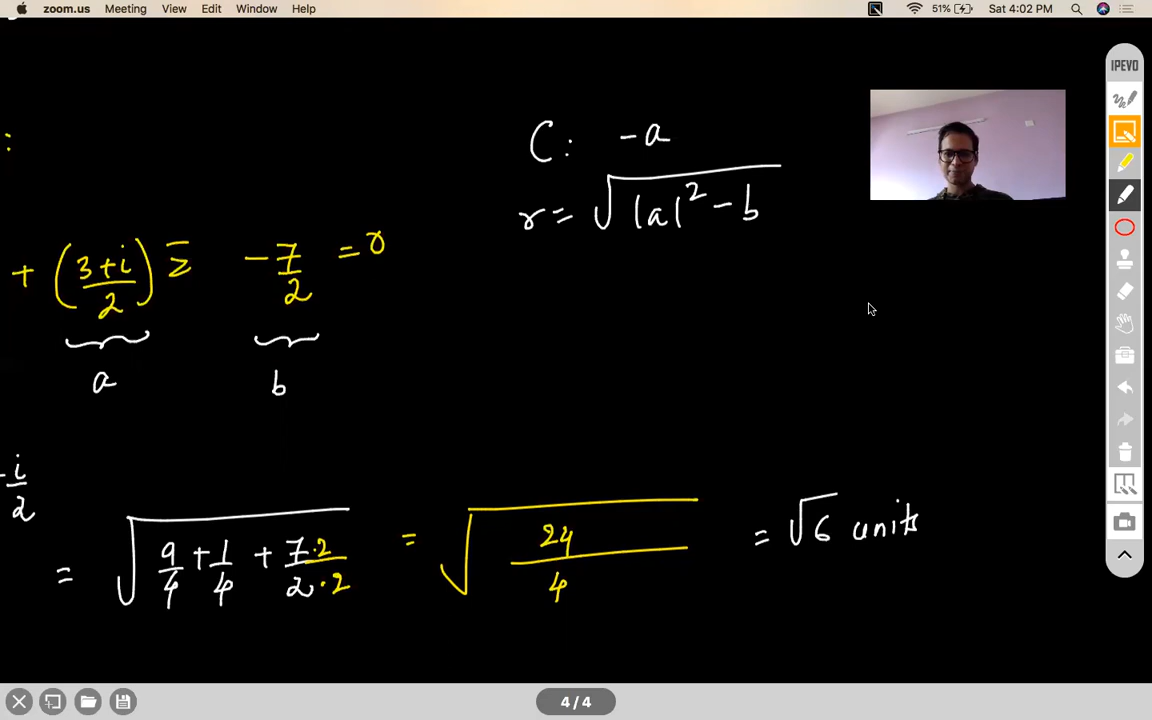 zoom.us Meeting View Edit Window Help 51% Sat 4:02 PM
IPEVO
:
C: -a
r = √(|a|² - b)
+ ((3+i)/2) z̅ - 7/2 = 0
a b
-i/2
= √(9/4 + 1/4 + (7·2)/(2·2)) = √(24/4) = √6 units
4/4